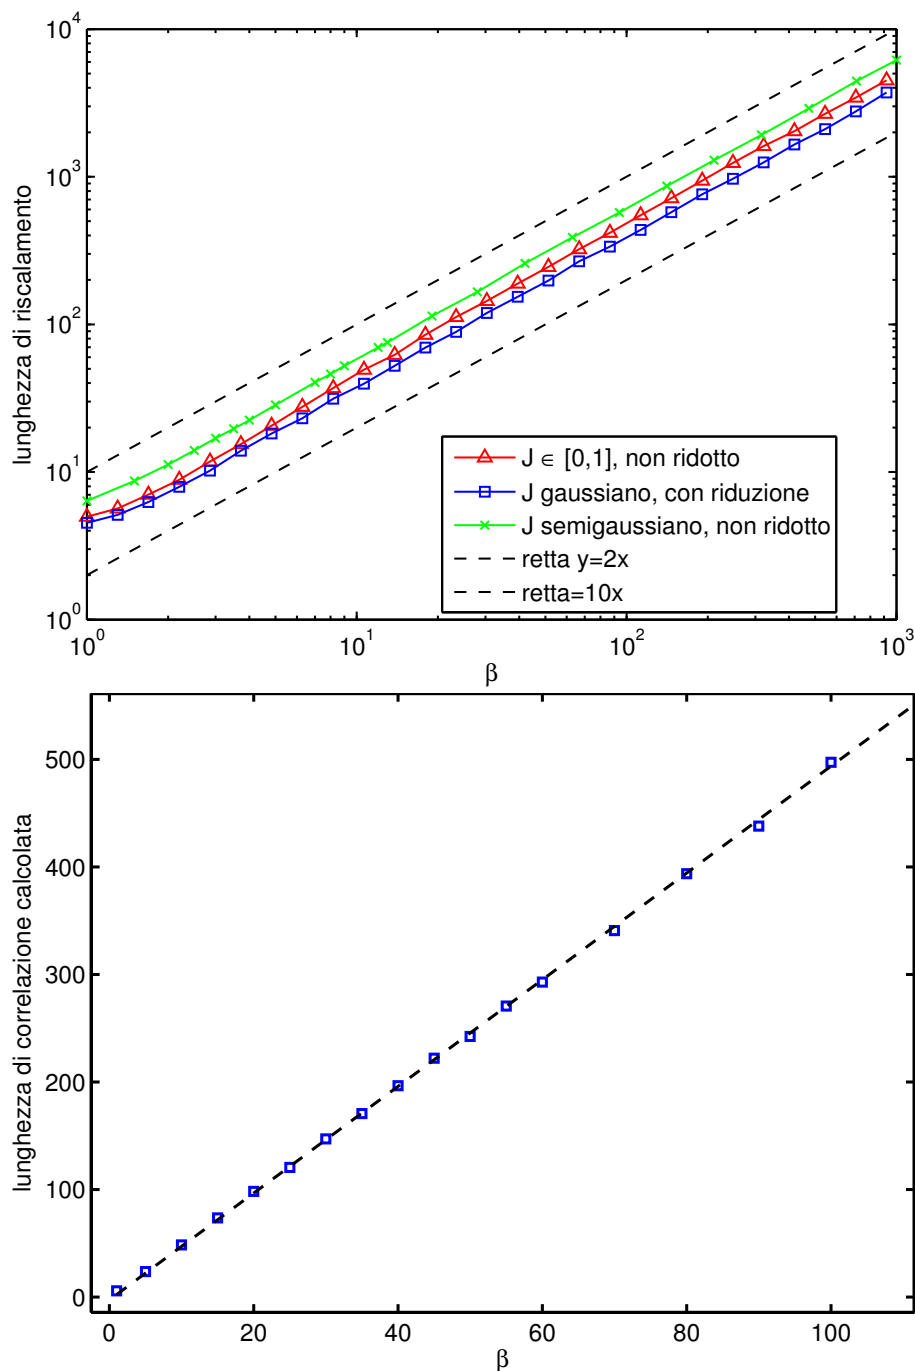 10^4
10^3
10^2
10^1
10^0
lunghezza di riscalamento
J ∈ [0,1], non ridotto
J gaussiano, con riduzione
J semigaussiano, non ridotto
retta y=2x
retta=10x
10^0 10^1 10^2 10^3
β
500
400
300
200
100
0
lunghezza di correlazione calcolata
0 20 40 60 80 100
β